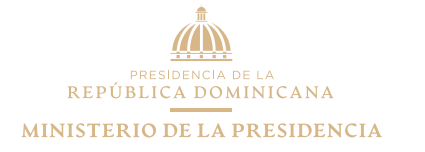 PRESIDENCIA DE LA
REPÚBLICA DOMINICANA
MINISTERIO DE LA PRESIDENCIA